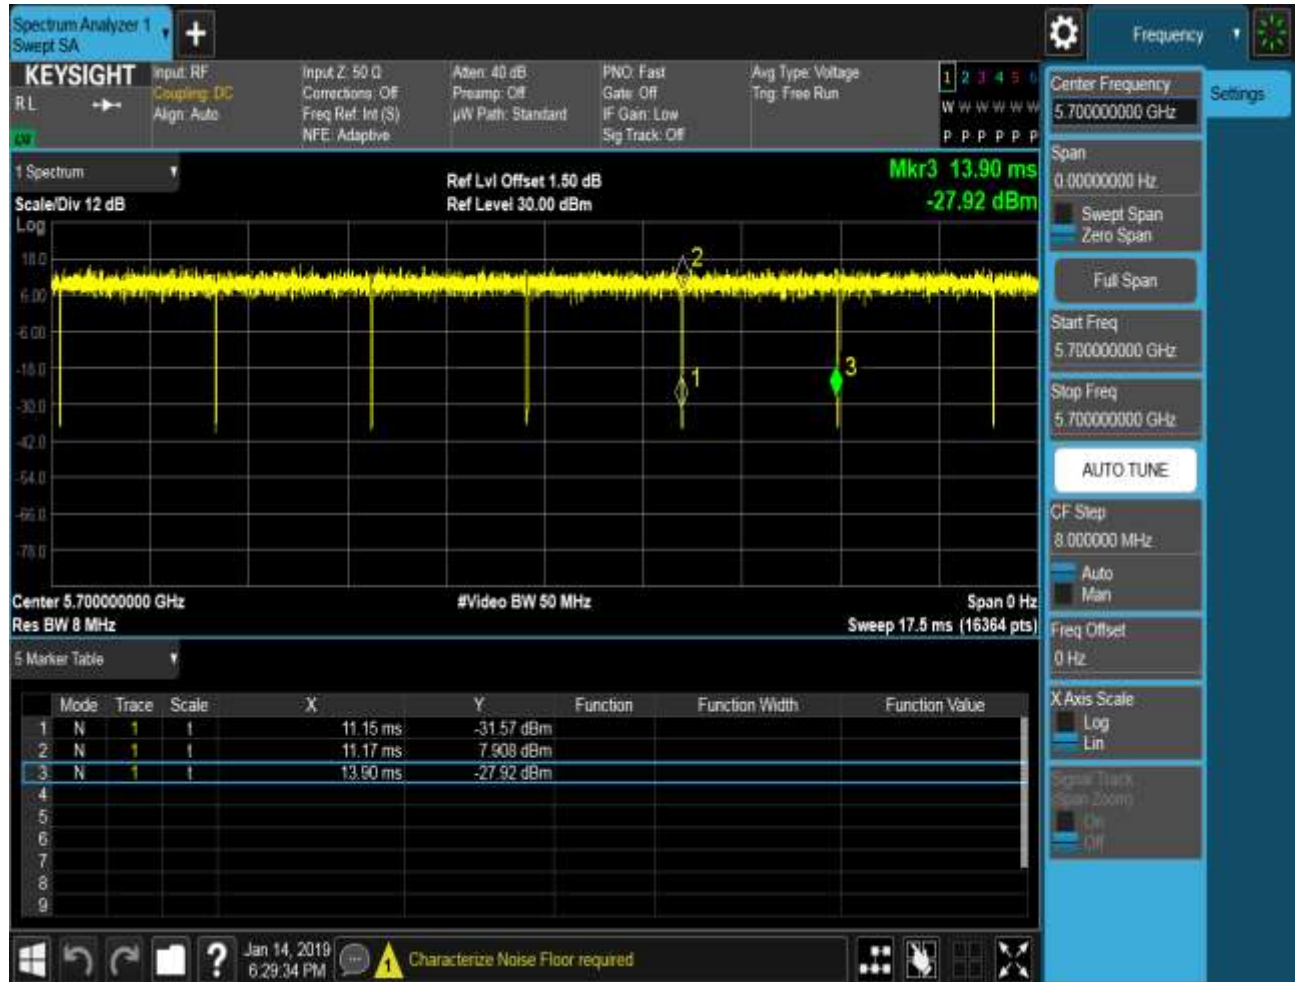 Spectrum Analyzer 1
Swept SA
Frequency
KEYSIGHT
RL
Input: RF
Coupling: DC
Align: Auto
Input Z: 50 Ω
Corrections: Off
Freq Ref: Int (S)
NFE: Adaptive
Atten: 40 dB
Preamp: Off
µW Path: Standard
PNO: Fast
Gate: Off
IF Gain: Low
Sig Track: Off
Avg Type: Voltage
Trig: Free Run
1 2 3 4 5 6
W W W W W W
P P P P P P
1 Spectrum
Scale/Div 12 dB
Ref Lvl Offset 1.50 dB
Ref Level 30.00 dBm
Mkr3 13.90 ms
-27.92 dBm
Log
18.0
6.00
-6.00
-18.0
-30.0
-42.0
-54.0
-66.0
-78.0
2
1
3
Center 5.700000000 GHz
#Video BW 50 MHz
Span 0 Hz
Res BW 8 MHz
Sweep 17.5 ms (16364 pts)
5 Marker Table
Mode Trace Scale X Y Function Function Width Function Value
1 N 1 t 11.15 ms -31.57 dBm
2 N 1 t 11.17 ms 7.908 dBm
3 N 1 t 13.90 ms -27.92 dBm
4
5
6
7
8
9
Jan 14, 2019
6:29:34 PM
1
Characterize Noise Floor required
Center Frequency
5.700000000 GHz
Settings
Span
0.00000000 Hz
Swept Span
Zero Span
Full Span
Start Freq
5.700000000 GHz
Stop Freq
5.700000000 GHz
AUTO TUNE
CF Step
8.000000 MHz
Auto
Man
Freq Offset
0 Hz
X Axis Scale
Log
Lin
Signal Track
(Span Zoom)
On
Off